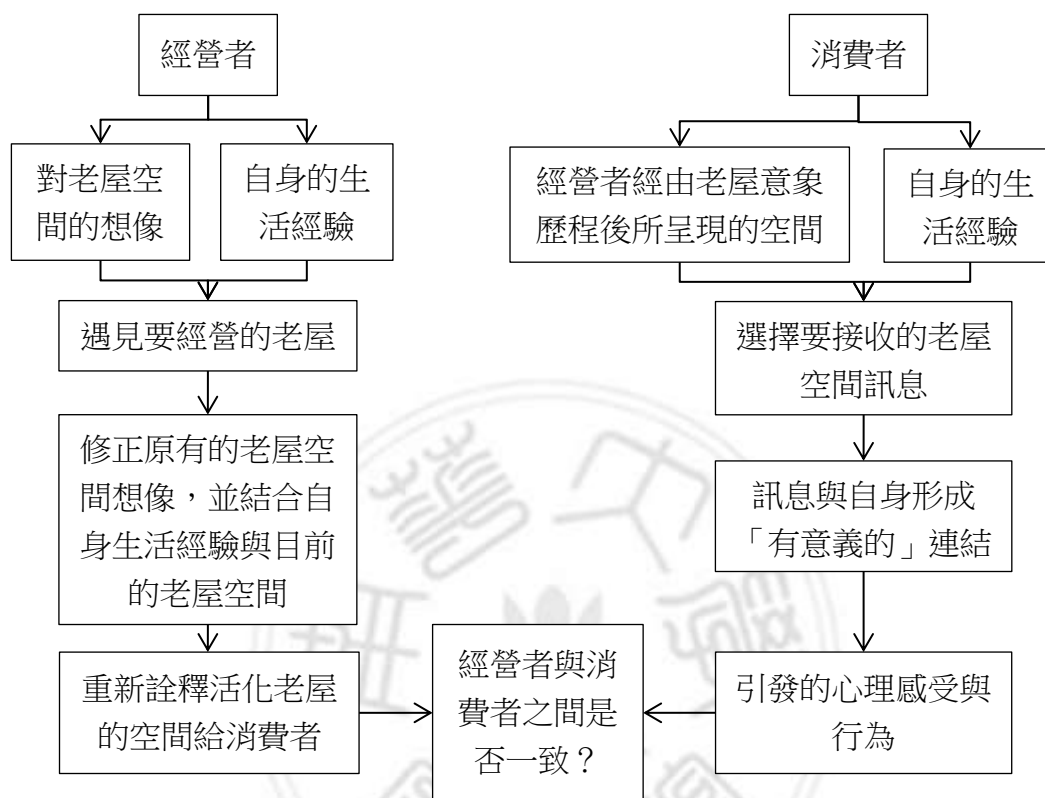 經營者
對老屋空
間的想像
自身的生
活經驗
遇見要經營的老屋
修正原有的老屋空
間想像，並結合自
身生活經驗與目前
的老屋空間
重新詮釋活化老屋
的空間給消費者
經營者與消
費者之間是
否一致？
消費者
經營者經由老屋意象
歷程後所呈現的空間
自身的生
活經驗
選擇要接收的老屋
空間訊息
訊息與自身形成
「有意義的」連結
引發的心理感受與
行為